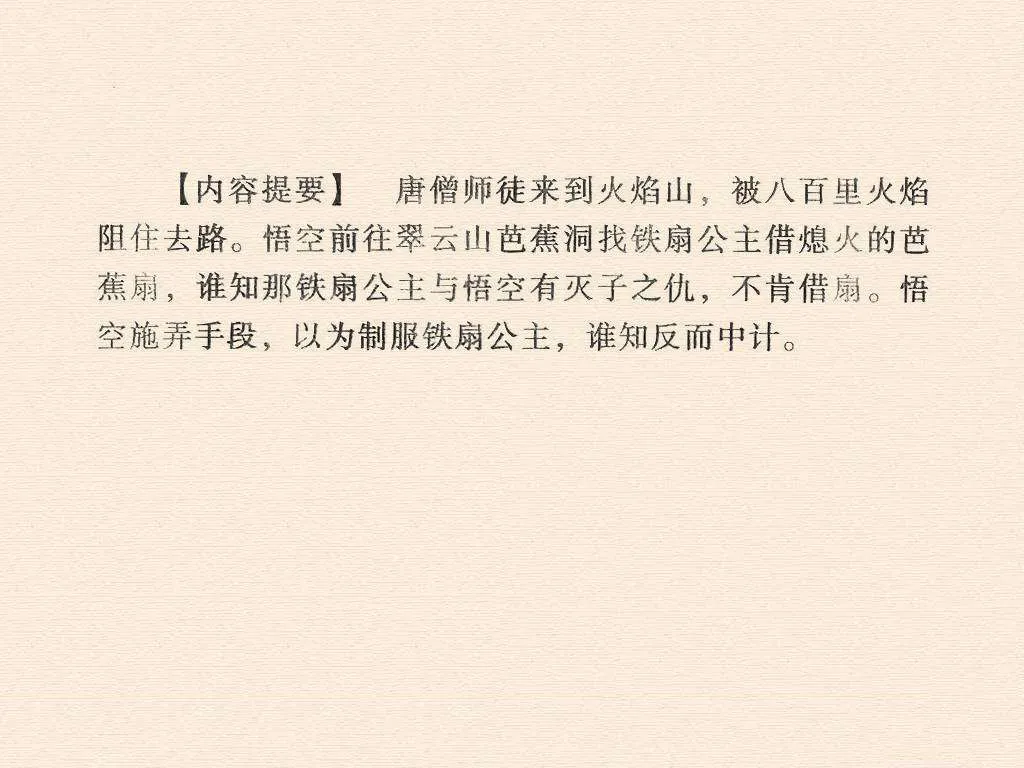 【内容提要】 唐僧师徒来到火焰山，被八百里火焰
阻住去路。悟空前往翠云山芭蕉洞找铁扇公主借熄火的芭
蕉扇，谁知那铁扇公主与悟空有灭子之仇，不肯借扇。悟
空施弄手段，以为制服铁扇公主，谁知反而中计。